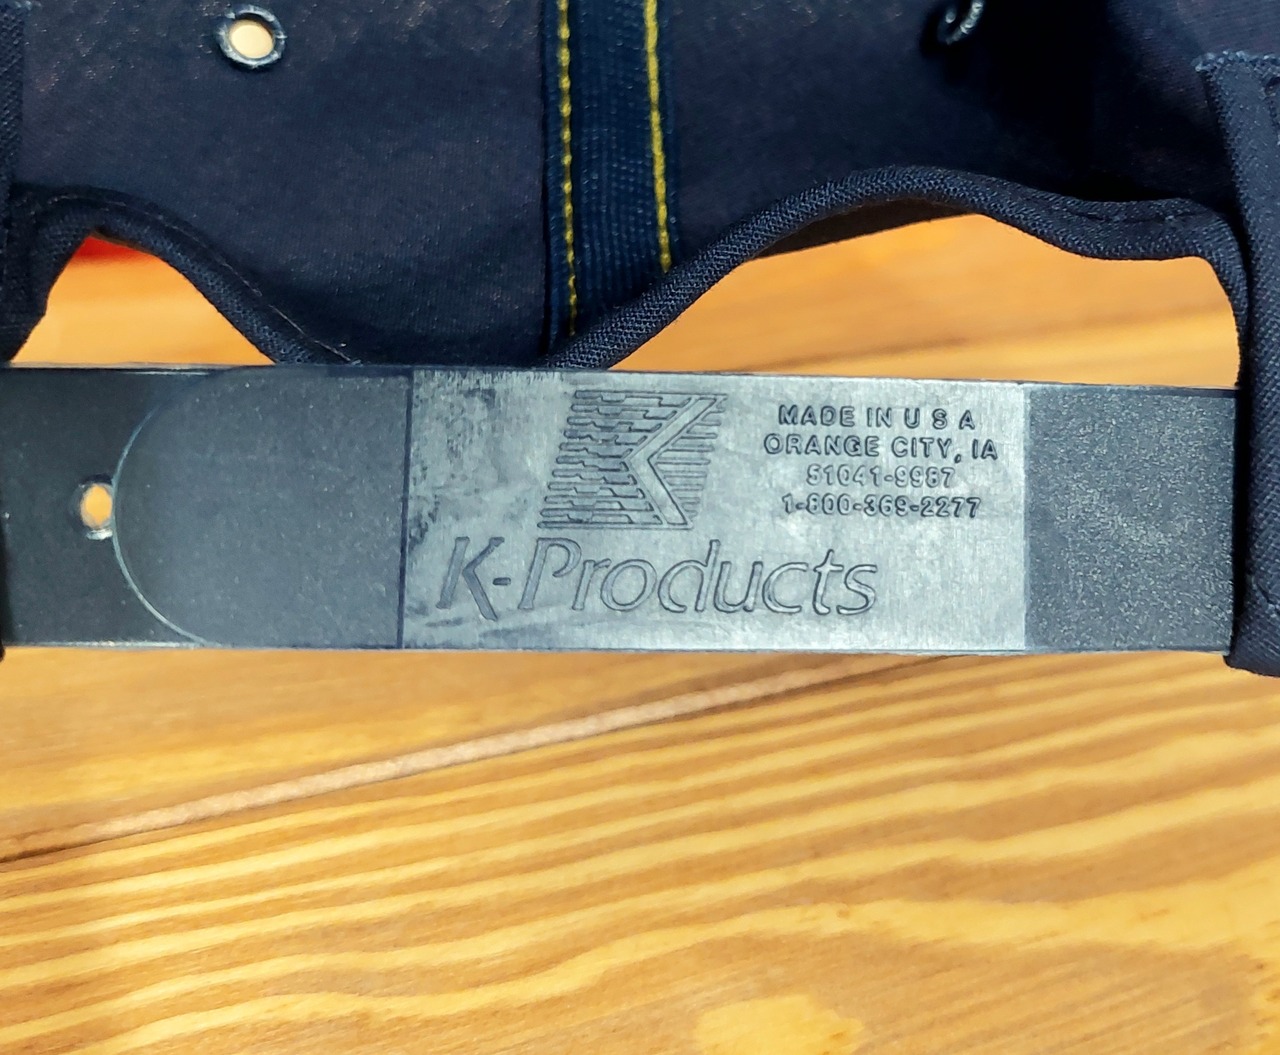 MADE IN U S A
ORANGE CITY, IA
51041-9987
1-800-369-2277
K-Products